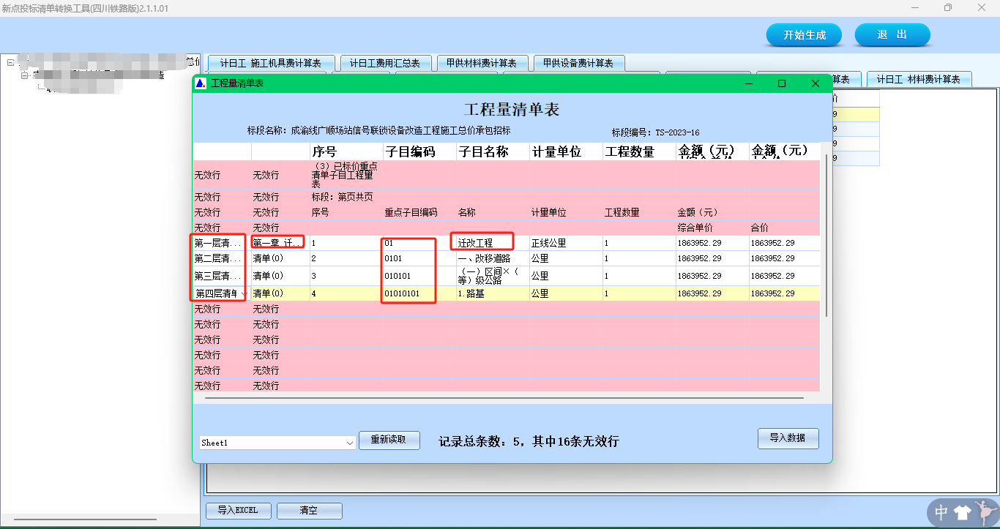 新点投标清单转换工具(四川铁路版)2.1.1.01
开始生成
退 出
总价
造
计日工 施工机具费计算表
计日工费用汇总表
甲供材料费计算表
甲供设备费计算表
算表
计日工 材料费计算表
价
9
9
9
9
工程量清单表
工程量清单表
标段名称：成渝线广顺场站信号联锁设备改造工程施工总价承包招标
标段编号：TS-2023-16
序号 子目编码 子目名称 计量单位 工程数量 金额（元） 金额（元）
无效行 无效行 （3）已标价重点
清单子目工程量
表
无效行 无效行 标段：第页共页
无效行 无效行 序号 重点子目编码 名称 计量单位 工程数量 金额（元）
无效行 无效行 综合单价 合价
第一层清... 第一章 迁... 1 01 迁改工程 正线公里 1 1863952.29 1863952.29
第二层清... 清单(0) 2 0101 一、改移道路 公里 1 1863952.29 1863952.29
第三层清... 清单(0) 3 010101 （一）区间×（
等）级公路 公里 1 1863952.29 1863952.29
第四层清单 清单(0) 4 01010101 1.路基 公里 1 1863952.29 1863952.29
无效行 无效行
无效行 无效行
无效行 无效行
无效行 无效行
无效行 无效行
无效行 无效行
Sheet1
重新读取
记录总条数：5，其中16条无效行
导入数据
导入EXCEL
清空
中